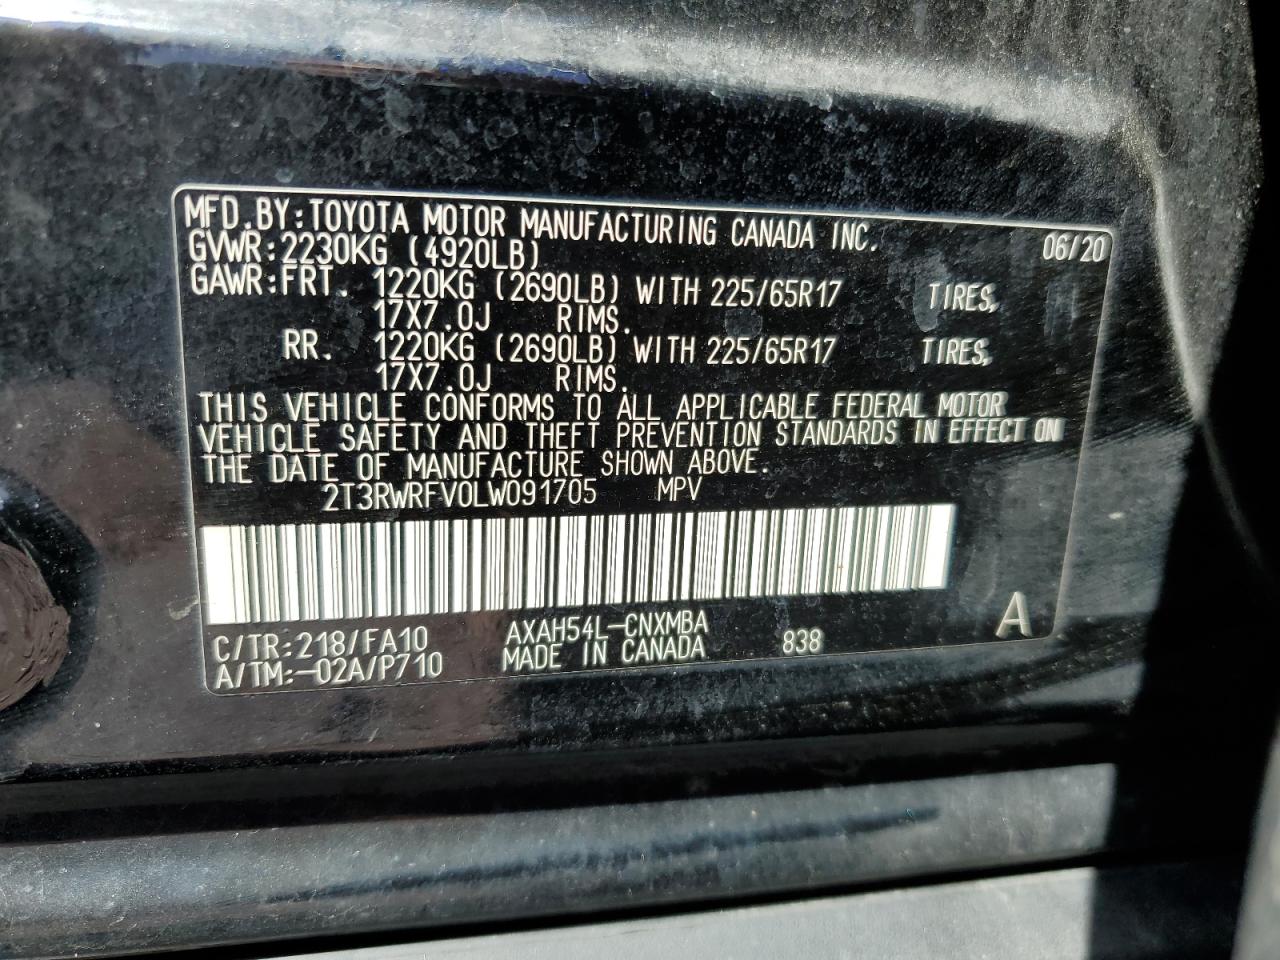 MFD.BY:TOYOTA MOTOR MANUFACTURING CANADA INC. 06/20
GVWR:2230KG (4920LB)
GAWR:FRT. 1220KG (2690LB) WITH 225/65R17 TIRES,
17X7.0J RIMS.
RR. 1220KG (2690LB) WITH 225/65R17 TIRES,
17X7.0J RIMS.
THIS VEHICLE CONFORMS TO ALL APPLICABLE FEDERAL MOTOR
VEHICLE SAFETY AND THEFT PREVENTION STANDARDS IN EFFECT ON
THE DATE OF MANUFACTURE SHOWN ABOVE.
2T3RWRFV0LW091705 MPV
C/TR:218/FA10 AXAH54L-CNXMBA
A/TM:-02A/P710 MADE IN CANADA 838 A